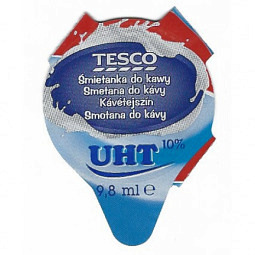 TESCO
Śmietanka do kawy
Smetana do kávy
Kávétejszín
Smotana do kávy
UHT 10%
9,8 ml e